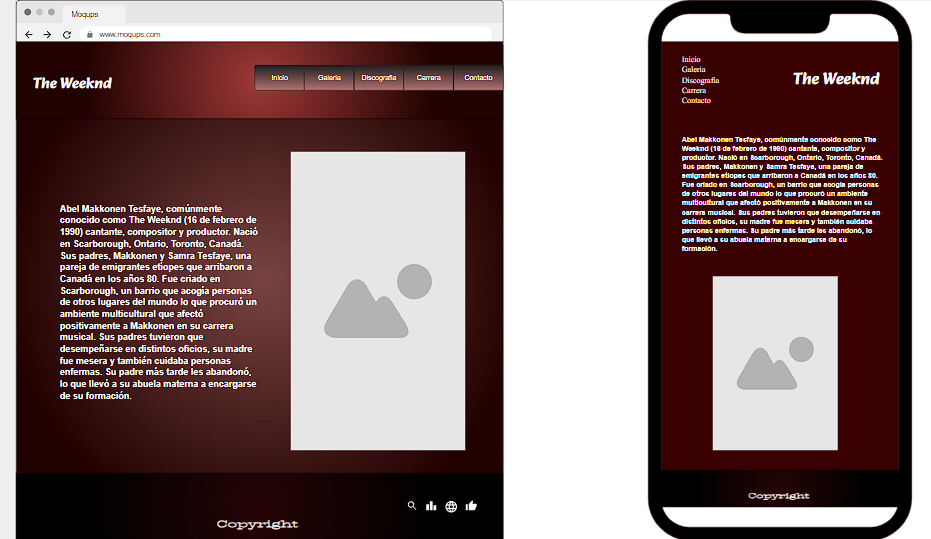 Moqups
www.moqups.com
The Weeknd
Inicio
Galeria
Discografia
Carrera
Contacto
Abel Makkonen Tesfaye, comúnmente
conocido como The Weeknd (16 de febrero de
1990) cantante, compositor y productor. Nació
en Scarborough, Ontario, Toronto, Canadá.
Sus padres, Makkonen y Samra Tesfaye, una
pareja de emigrantes etíopes que arribaron a
Canadá en los años 80. Fue criado en
Scarborough, un barrio que acogía personas
de otros lugares del mundo lo que procuró un
ambiente multicultural que afectó
positivamente a Makkonen en su carrera
musical. Sus padres tuvieron que
desempeñarse en distintos oficios, su madre
fue mesera y también cuidaba personas
enfermas. Su padre más tarde les abandonó,
lo que llevó a su abuela materna a encargarse
de su formación.
Copyright
Inicio
Galeria
Discografia
Carrera
Contacto
The Weeknd
Abel Makkonen Tesfaye, comúnmente conocido como The
Weeknd (16 de febrero de 1990) cantante, compositor y
productor. Nació en Scarborough, Ontario, Toronto, Canadá.
Sus padres, Makkonen y Samra Tesfaye, una pareja de
emigrantes etíopes que arribaron a Canadá en los años 80.
Fue criado en Scarborough, un barrio que acogía personas
de otros lugares del mundo lo que procuró un ambiente
multicultural que afectó positivamente a Makkonen en su
carrera musical. Sus padres tuvieron que desempeñarse en
distintos oficios, su madre fue mesera y también cuidaba
personas enfermas. Su padre más tarde les abandonó, lo
que llevó a su abuela materna a encargarse de su
formación.
Copyright